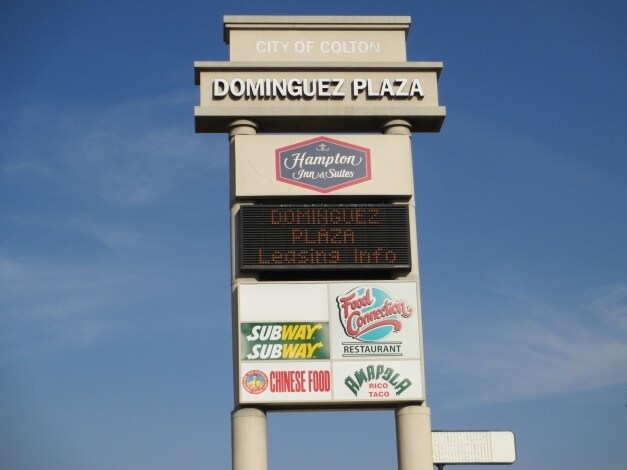 CITY OF COLTON
DOMINGUEZ PLAZA
Hampton
Inn & Suites
DOMINGUEZ
PLAZA
Leasing Info
SUBWAY
SUBWAY
Food
Connection
RESTAURANT
CHINESE FOOD
AMAPOLA
RICO
TACO